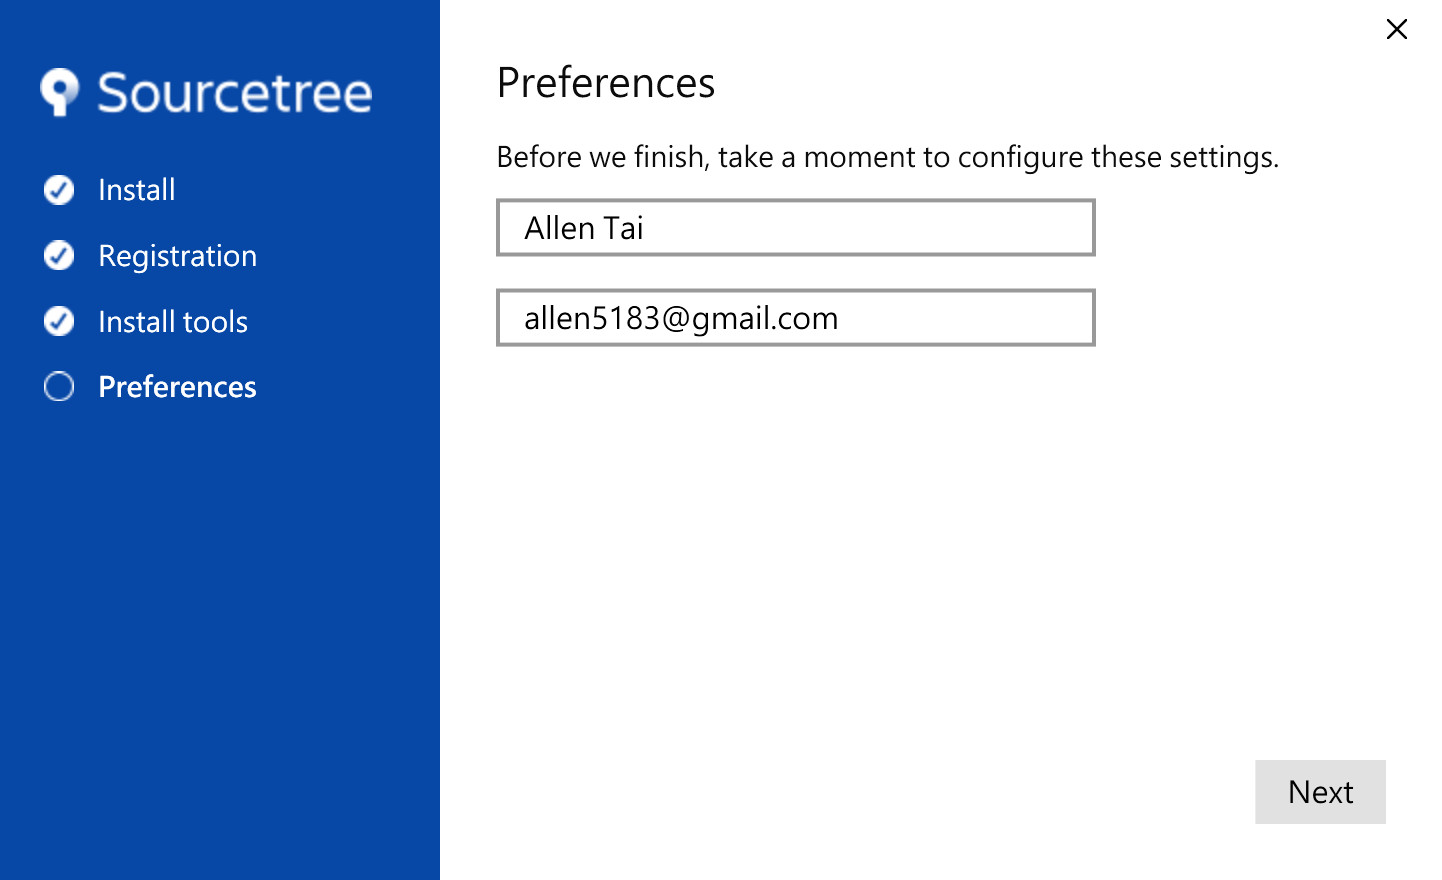 Sourcetree
Install
Registration
Install tools
Preferences
Preferences
Before we finish, take a moment to configure these settings.
Allen Tai
allen5183@gmail.com
Next